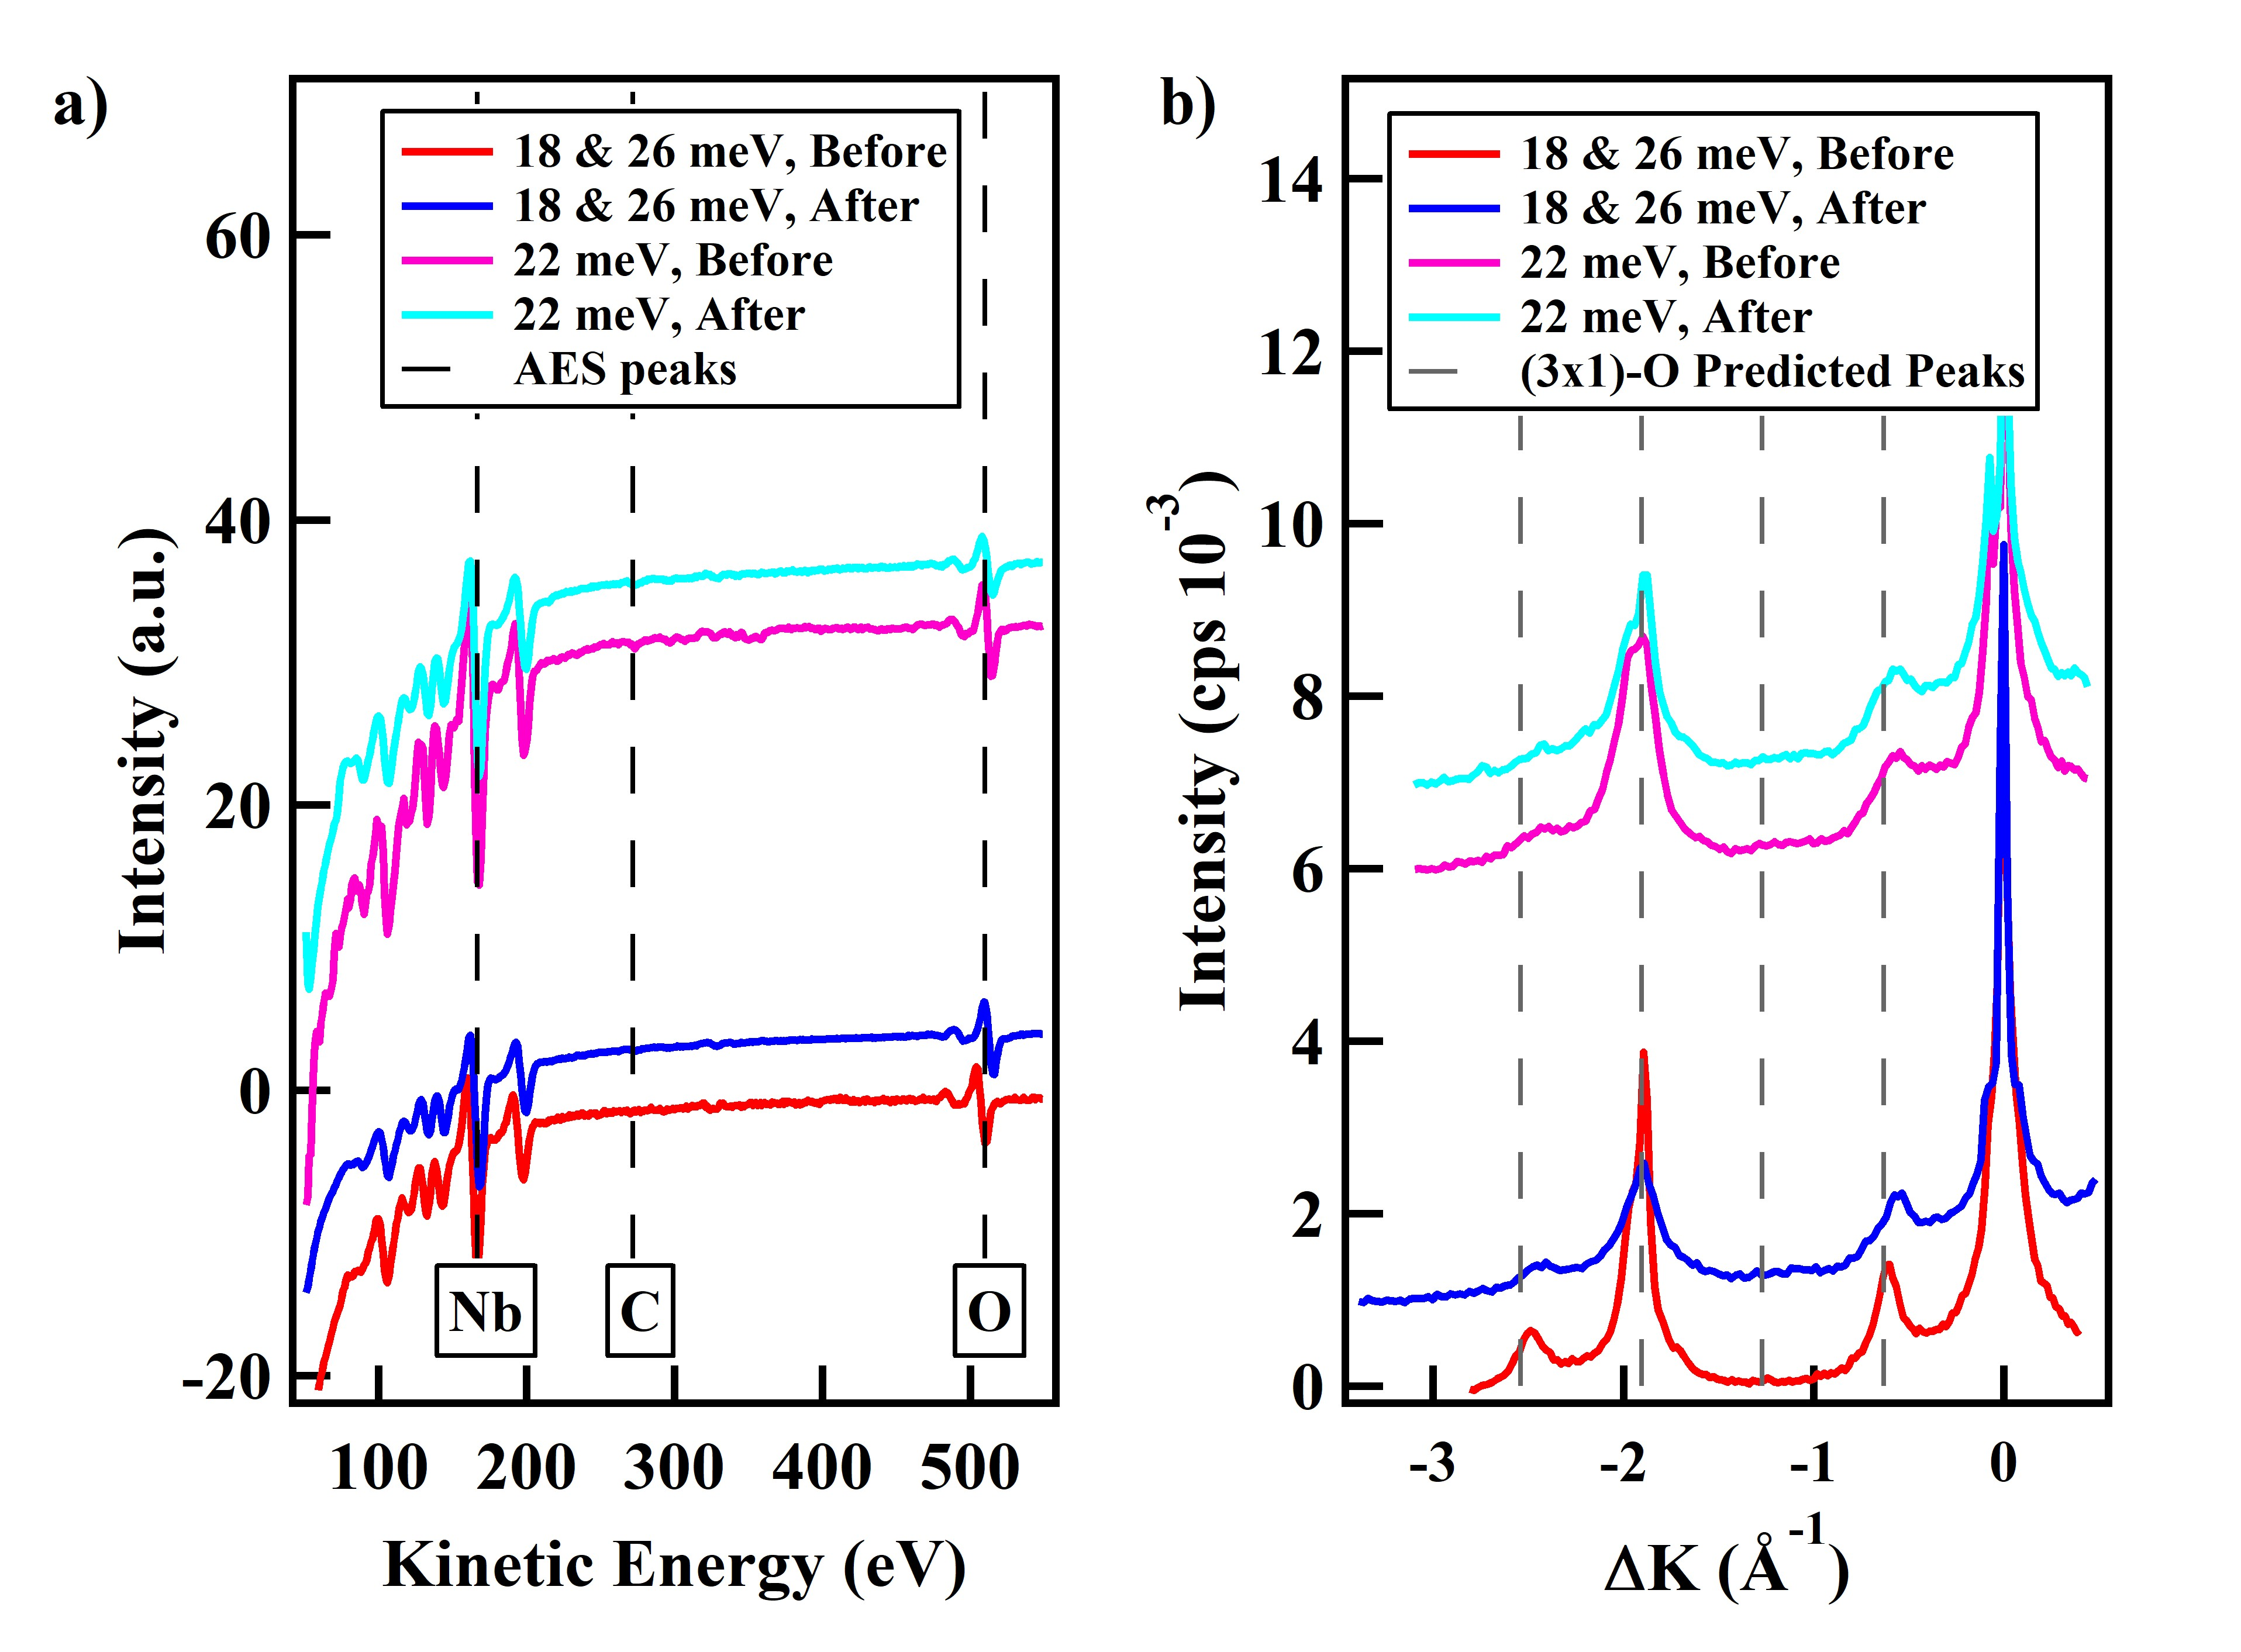 a)
18 & 26 meV, Before
18 & 26 meV, After
22 meV, Before
22 meV, After
AES peaks
60
40
20
0
-20
Intensity (a.u.)
Nb
C
O
100
200
300
400
500
Kinetic Energy (eV)
b)
18 & 26 meV, Before
18 & 26 meV, After
22 meV, Before
22 meV, After
(3x1)-O Predicted Peaks
14
12
10
8
6
4
2
0
Intensity (cps 10⁻³)
-3
-2
-1
0
ΔK (Å⁻¹)